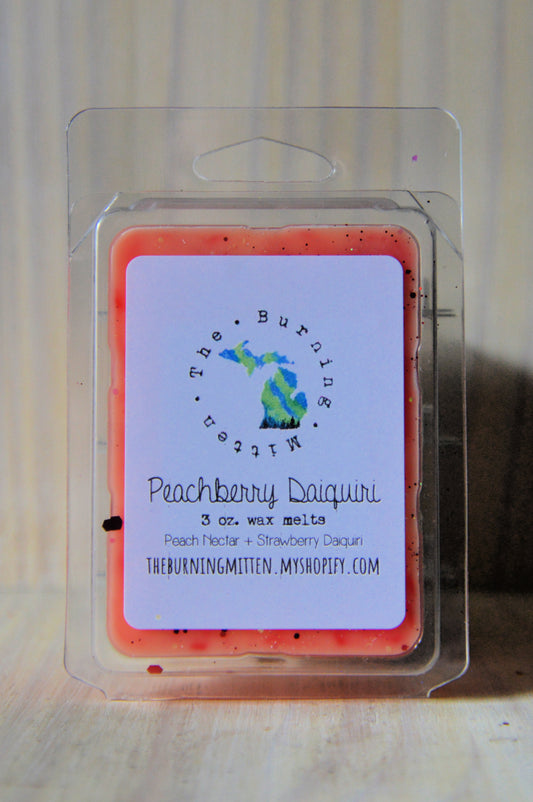 The • Burning • Mitten •
Peachberry Daiquiri
3 oz. wax melts
Peach Nectar + Strawberry Daiquiri
THEBURNINGMITTEN.MYSHOPIFY.COM